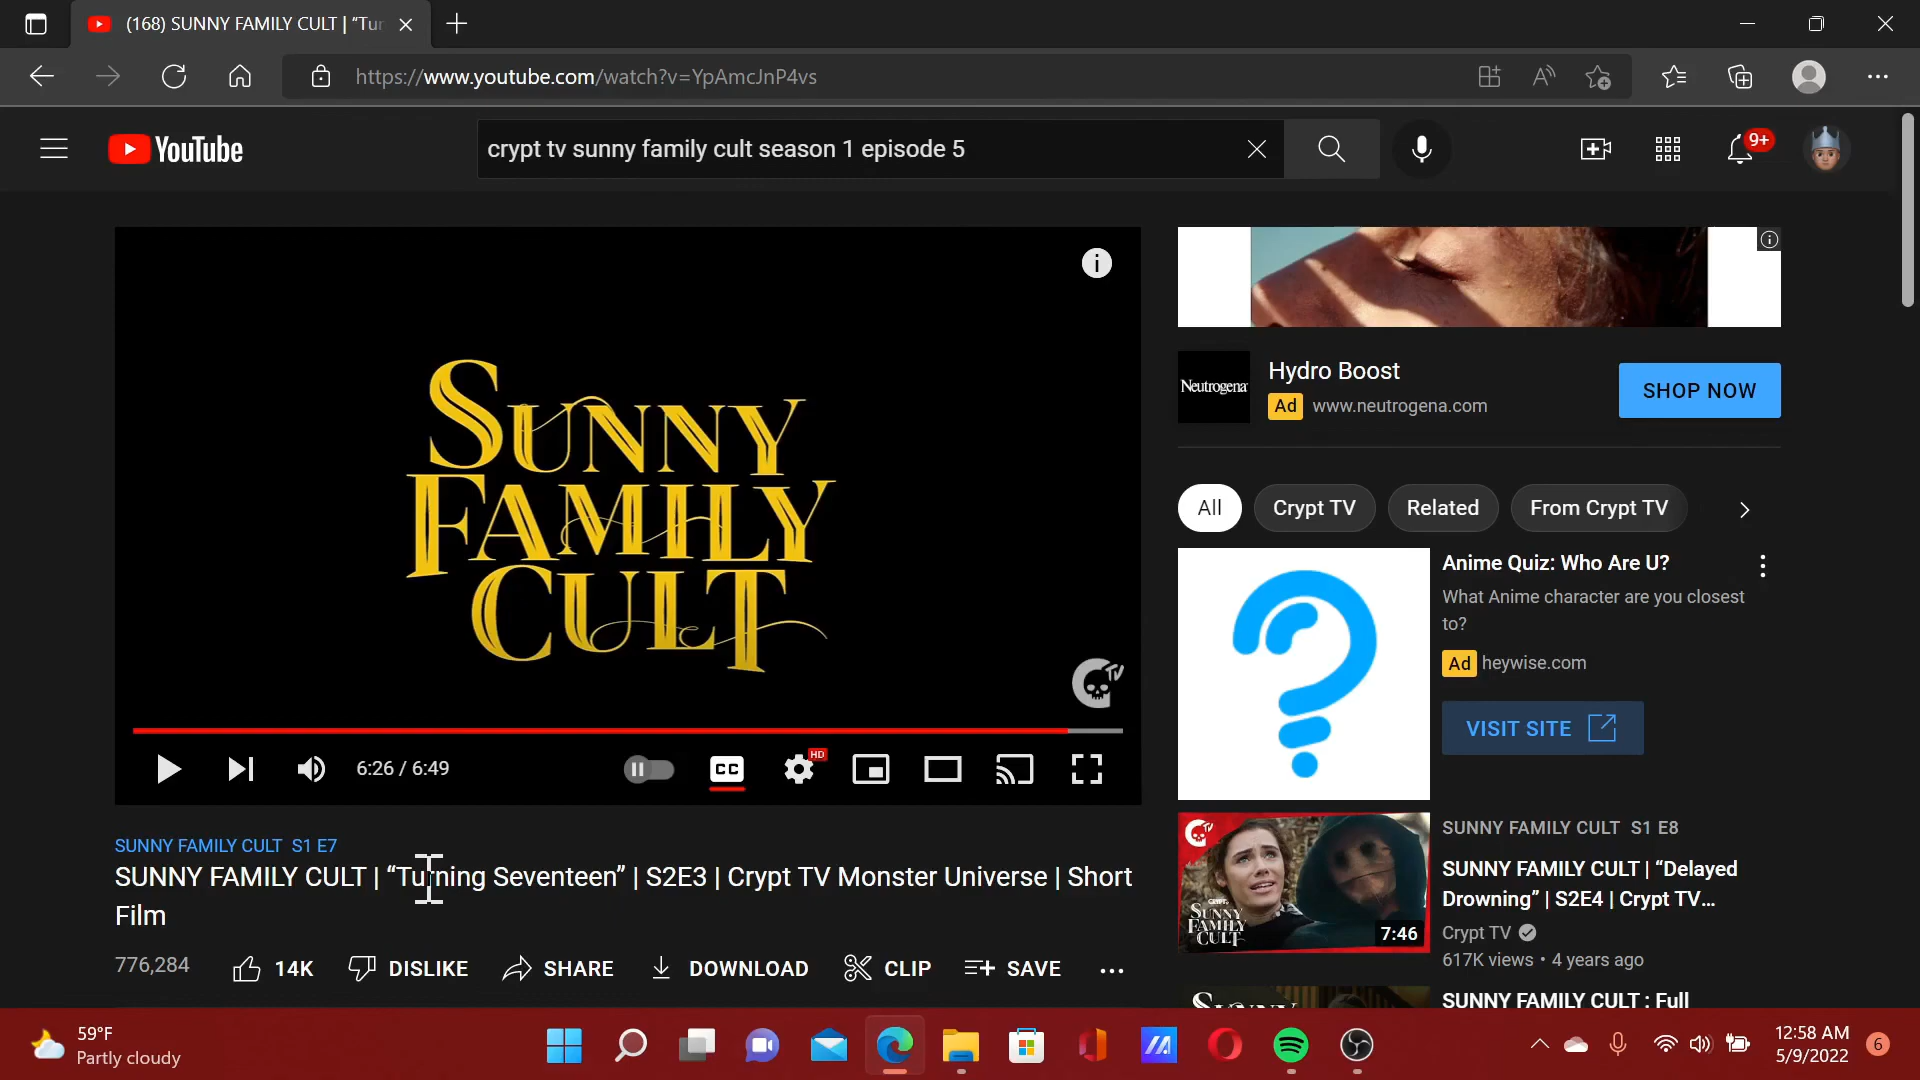 (168) SUNNY FAMILY CULT | “Tur
https://www.youtube.com/watch?v=YpAmcJnP4vs
YouTube
crypt tv sunny family cult season 1 episode 5
9+
SUNNY
FAMILY
CULT
TV
HD
6:26 / 6:49
CC
SUNNY FAMILY CULT S1 E7
SUNNY FAMILY CULT | “Turning Seventeen” | S2E3 | Crypt TV Monster Universe | Short
Film
776,284
14K
DISLIKE
SHARE
DOWNLOAD
CLIP
SAVE
Neutrogena
Hydro Boost
Ad www.neutrogena.com
SHOP NOW
All
Crypt TV
Related
From Crypt TV
Anime Quiz: Who Are U?
What Anime character are you closest
to?
Ad heywise.com
VISIT SITE
SUNNY
FAMILY
CULT
7:46
SUNNY FAMILY CULT S1 E8
SUNNY FAMILY CULT | “Delayed
Drowning” | S2E4 | Crypt TV...
Crypt TV
617K views • 4 years ago
SUNNY FAMILY CULT : Full
59°F
Partly cloudy
12:58 AM
5/9/2022
6